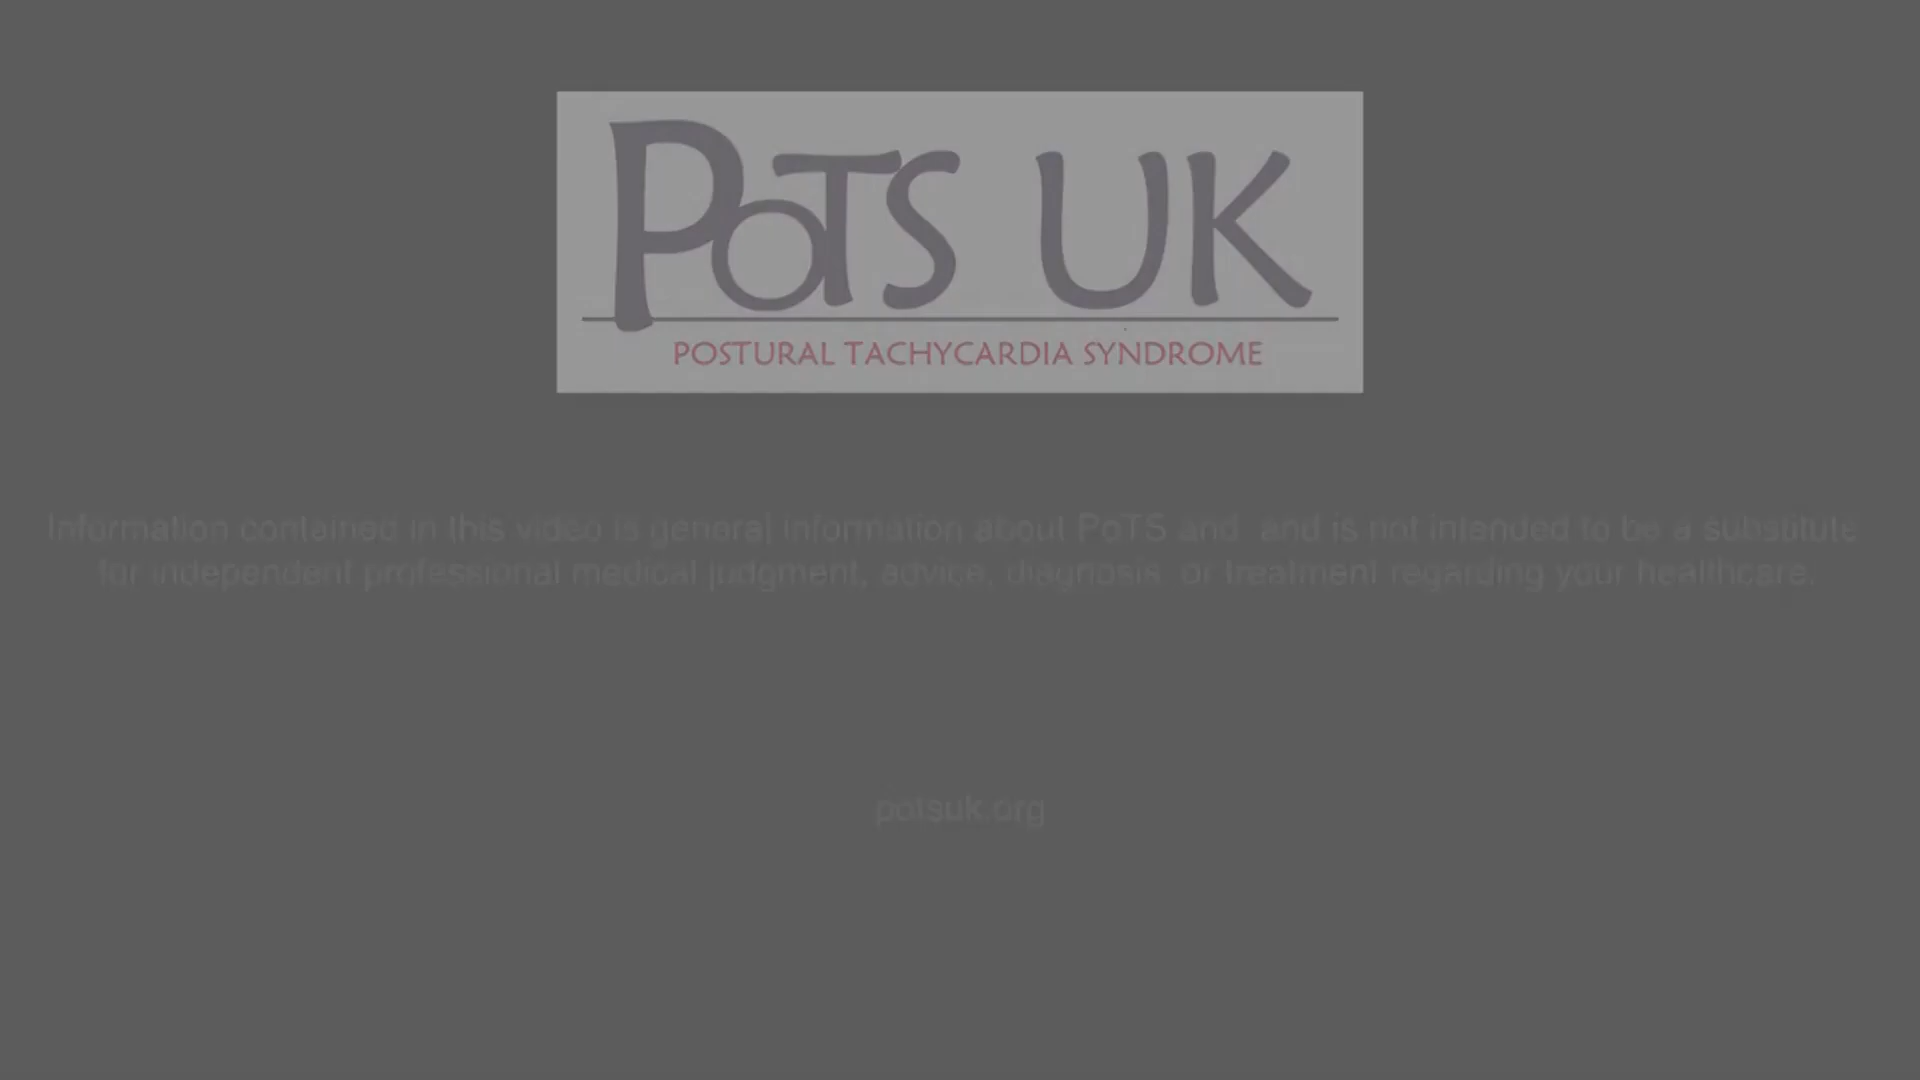 PoTS UK
POSTURAL TACHYCARDIA SYNDROME
Information contained in this video is general information about PoTS and  and is not intended to be a substitute
for independent professional medical judgment, advice, diagnosis, or treatment regarding your healthcare.
potsuk.org